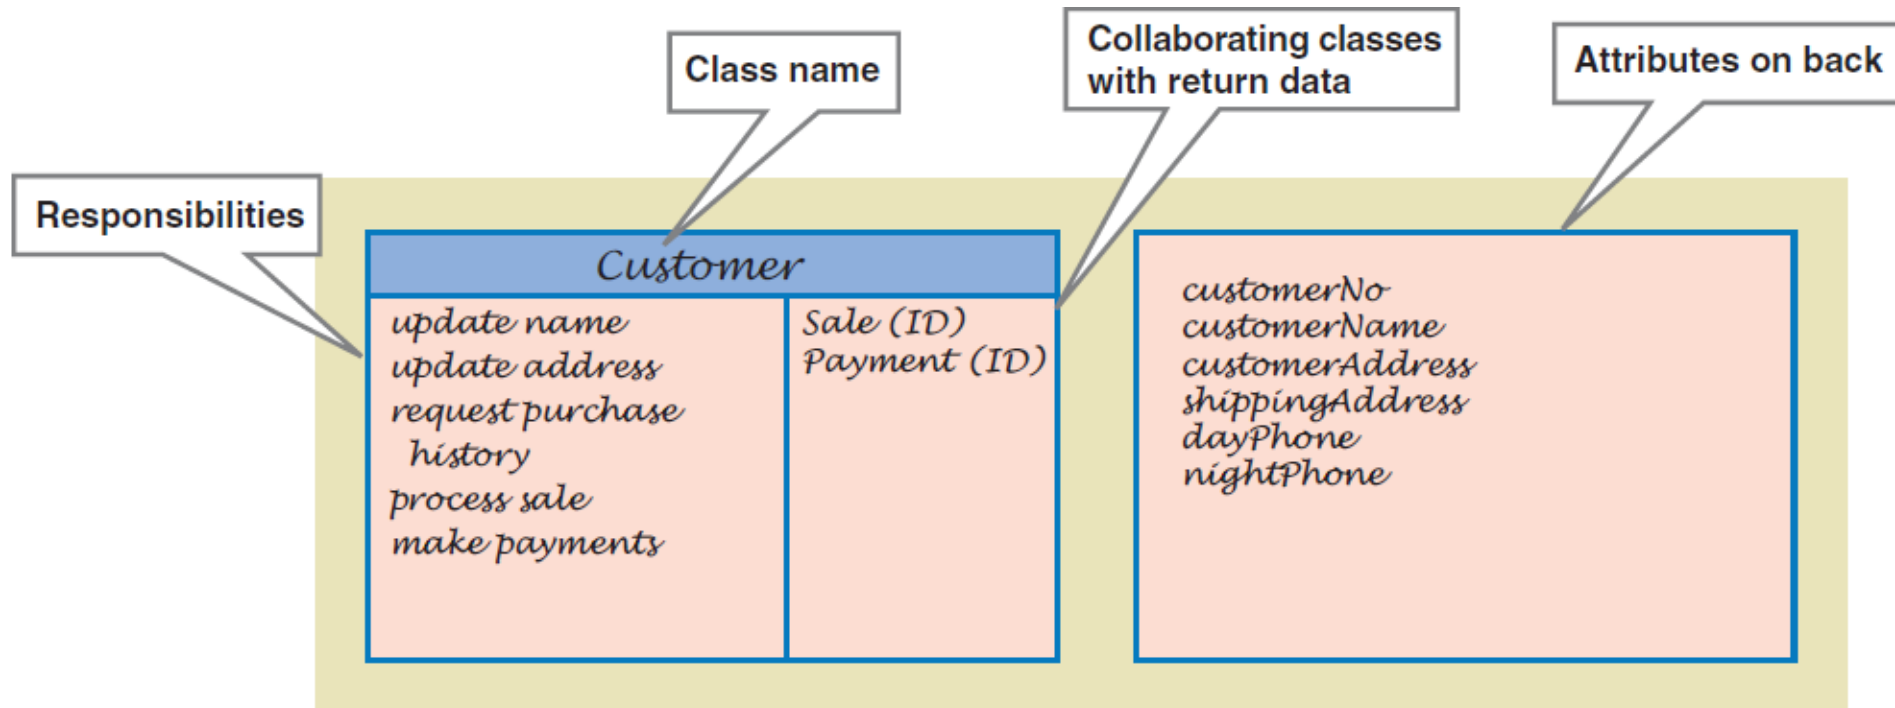 Class name
Collaborating classes
with return data
Attributes on back
Responsibilities
Customer
update name
update address
request purchase
history
process sale
make payments
Sale (ID)
Payment (ID)
customerNo
customerName
customerAddress
shippingAddress
dayPhone
nightPhone